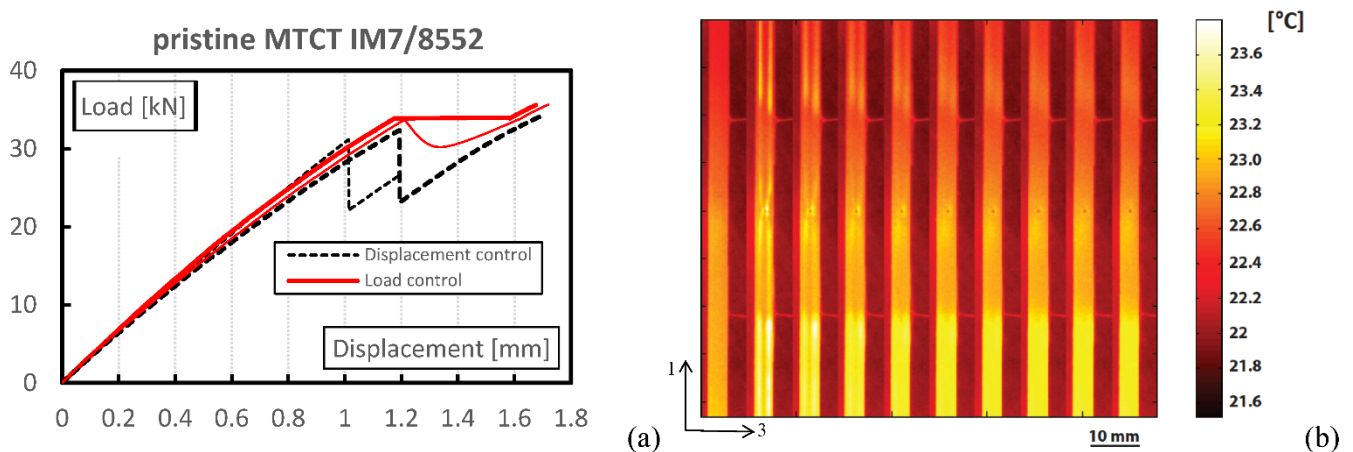 pristine MTCT IM7/8552
40
30
20
10
0
Load [kN]
Displacement control
Load control
Displacement [mm]
0 0.2 0.4 0.6 0.8 1 1.2 1.4 1.6 1.8
(a)
1
3
10 mm
[°C]
23.6
23.4
23.2
23.0
22.8
22.6
22.4
22.2
22
21.8
21.6
(b)